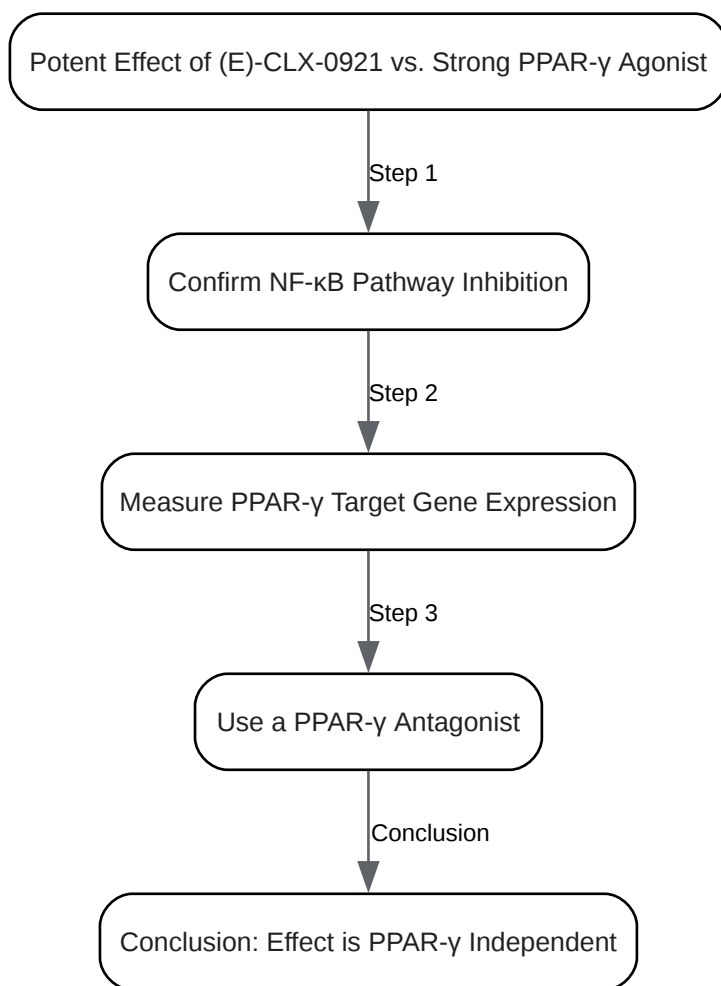 Potent Effect of (E)-CLX-0921 vs. Strong PPAR-γ Agonist
Step 1
Confirm NF-κB Pathway Inhibition
Step 2
Measure PPAR-γ Target Gene Expression
Step 3
Use a PPAR-γ Antagonist
Conclusion
Conclusion: Effect is PPAR-γ Independent